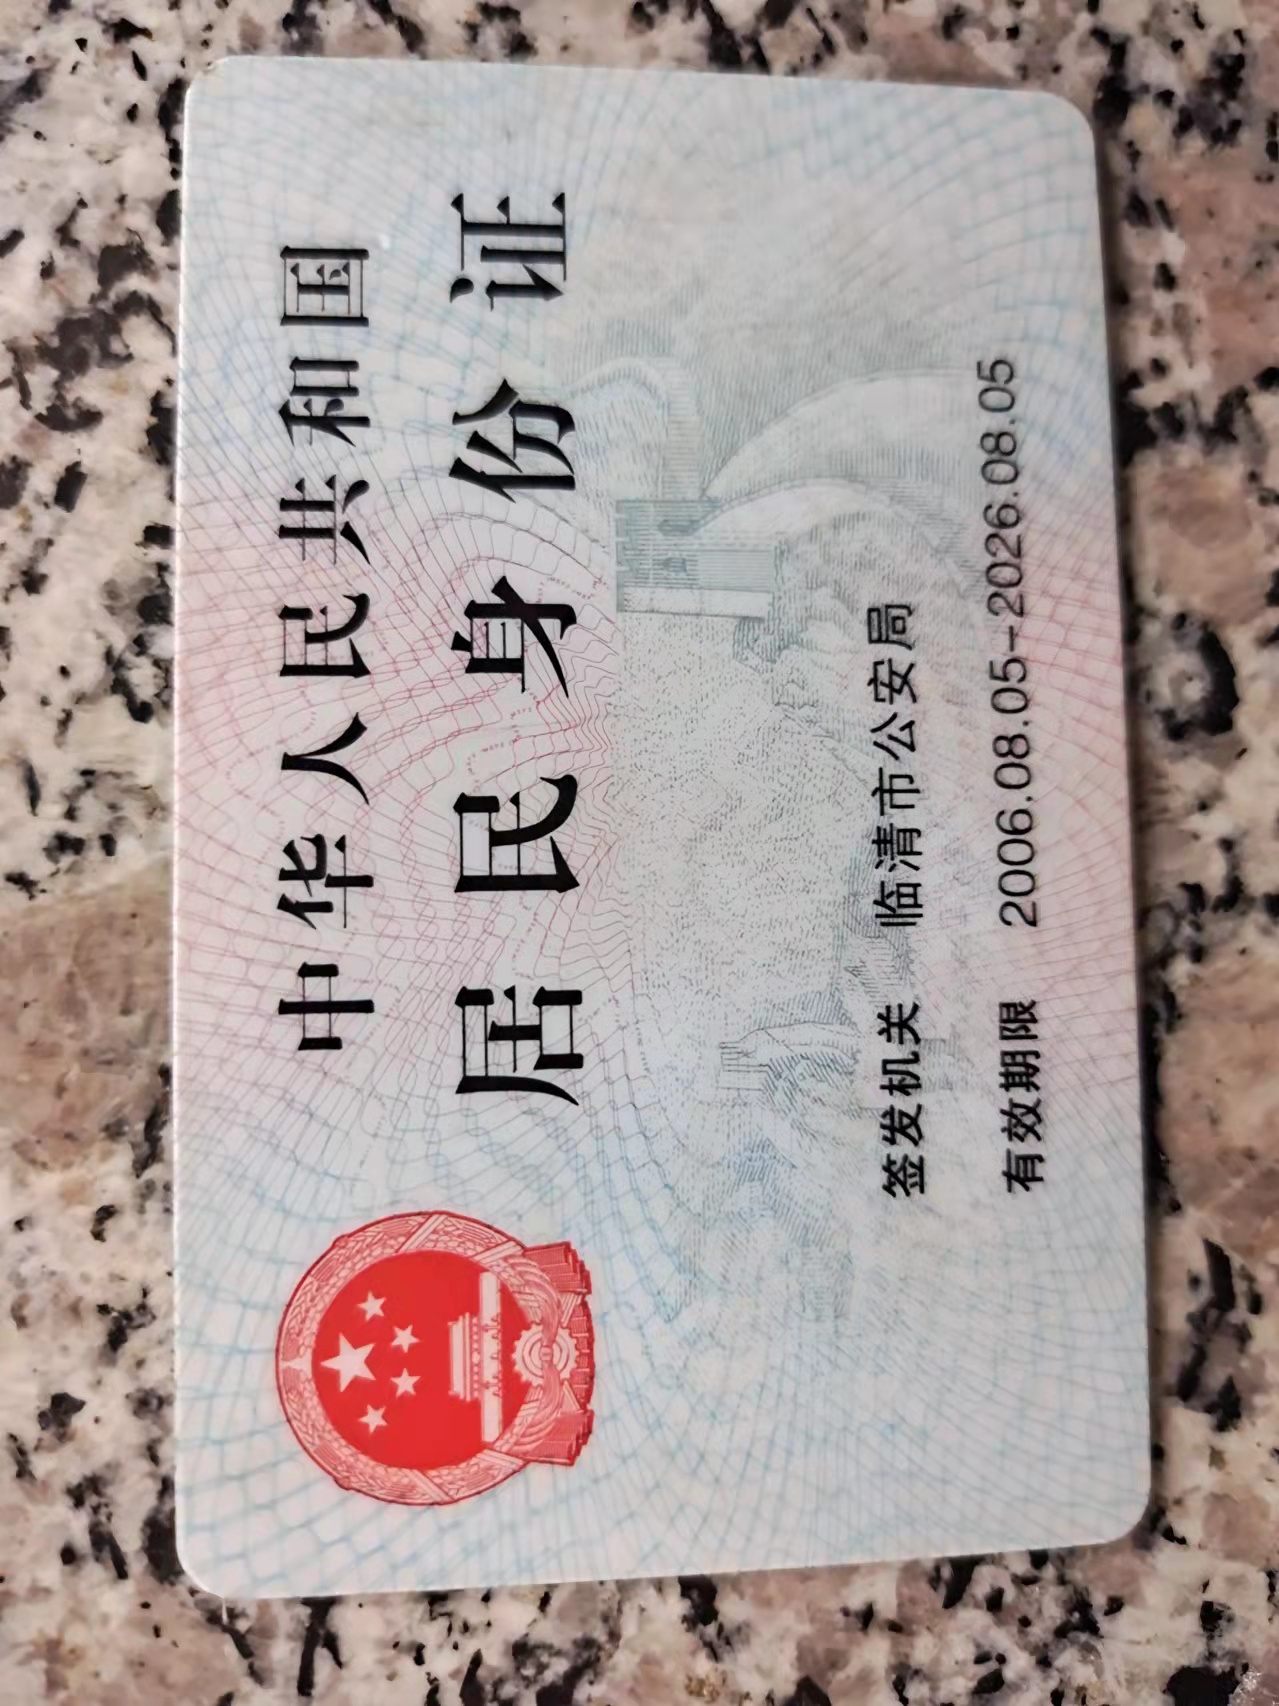 中华人民共和国
居民身份证
签发机关 临清市公安局
有效期限 2006.08.05-2026.08.05